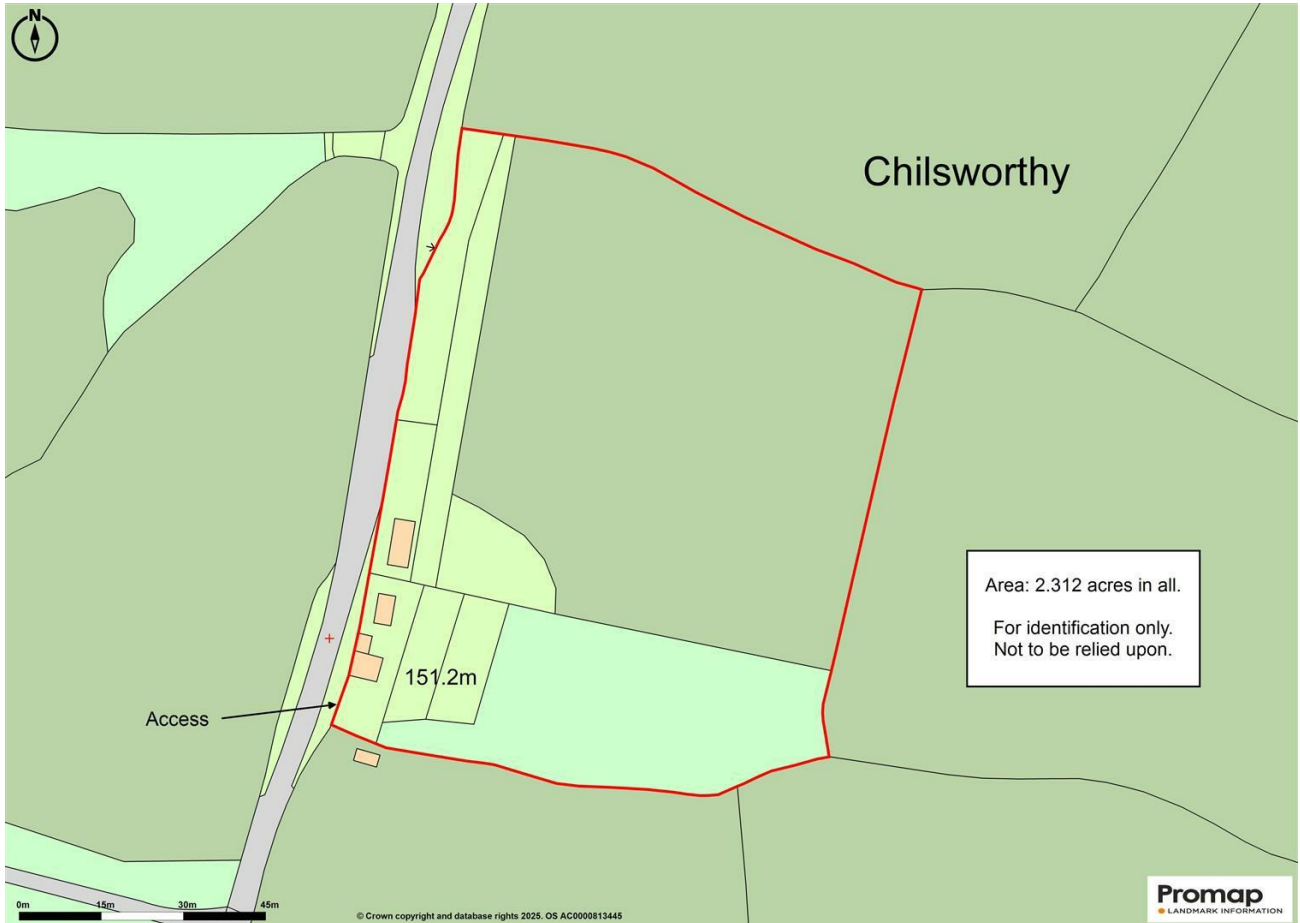 N
Chilsworthy
Area: 2.312 acres in all.
For identification only.
Not to be relied upon.
151.2m
Access
0m 15m 30m 45m
© Crown copyright and database rights 2025. OS AC0000813445
Promap
LANDMARK INFORMATION